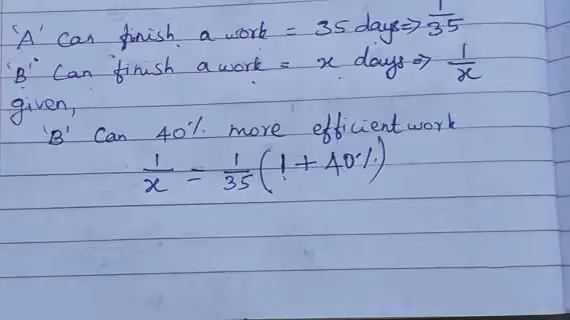 'A' Can finish a work = 35 days ⇒ 1/35
'B' Can finish a work = x days ⇒ 1/x
given,
'B' Can 40% more efficient work
1/x = 1/35 (1 + 40%)